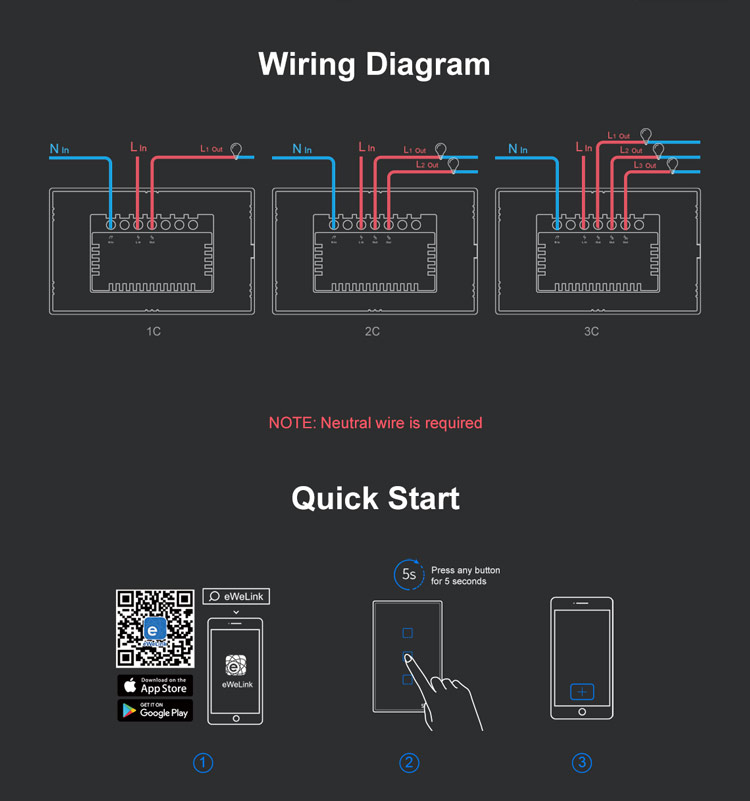 Wiring Diagram
N In
L In
L1 Out
N In
L In
L1 Out
L2 Out
N In
L In
L1 Out
L2 Out
L3 Out
1C
2C
3C
NOTE: Neutral wire is required
Quick Start
5s
Press any button
for 5 seconds
eWeLink
e
eWeLink
eWeLink
Download on the
App Store
GET IT ON
Google Play
1
2
3